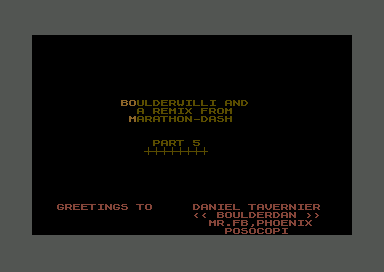 BOULDERWILLI AND
A REMIX FROM
MARATHON-DASH
PART 5
++++++++
GREETINGS TO DANIEL TAVERNIER
<< BOULDERDAN >>
MR.FB,PHOENIX
POSOCOPI